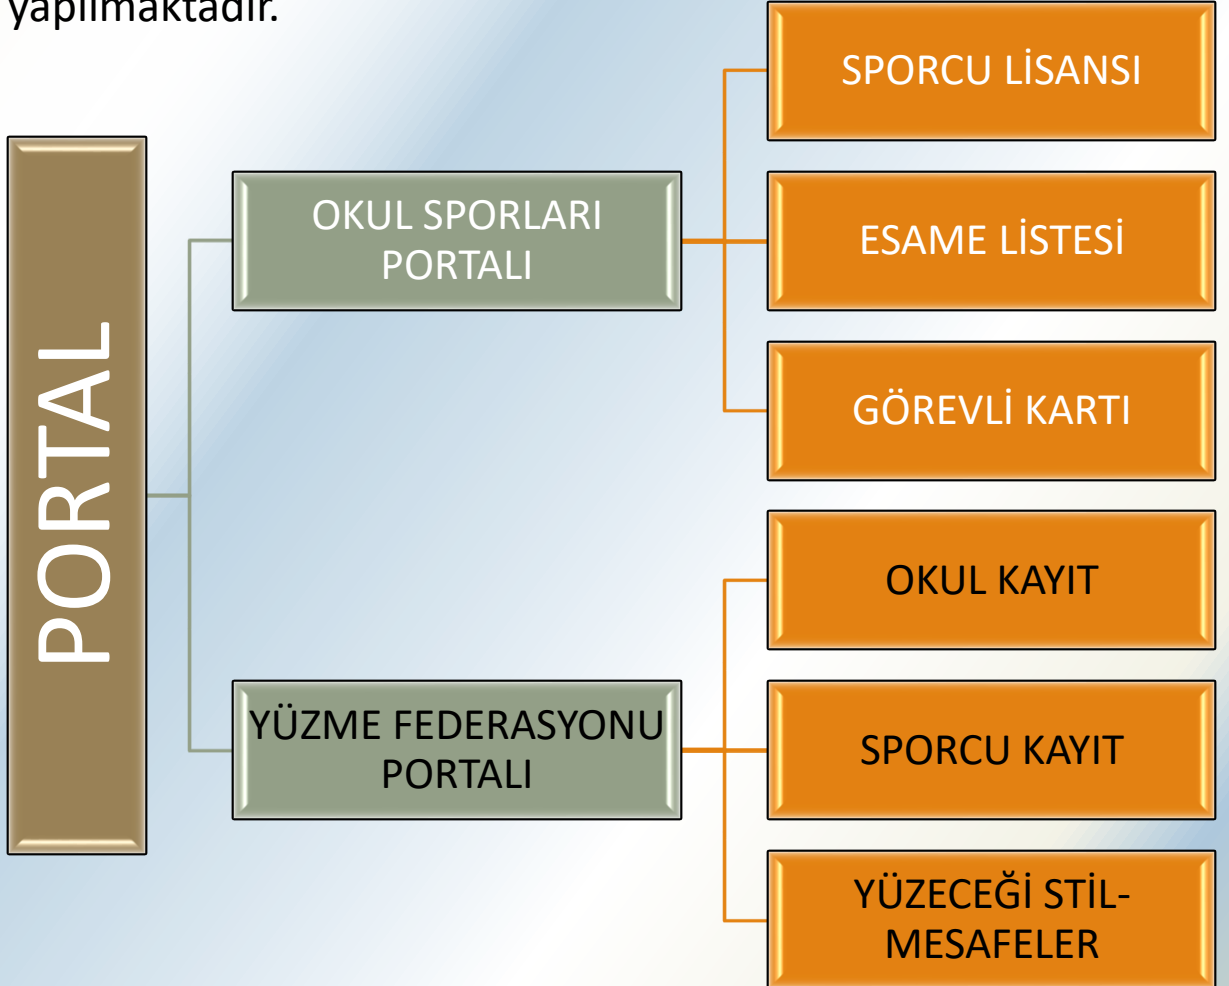 yapılmaktadır.
PORTAL
OKUL SPORLARI
PORTALI
SPORCU LİSANSI
ESAME LİSTESİ
GÖREVLİ KARTI
YÜZME FEDERASYONU
PORTALI
OKUL KAYIT
SPORCU KAYIT
YÜZECEĞİ STİL-
MESAFELER